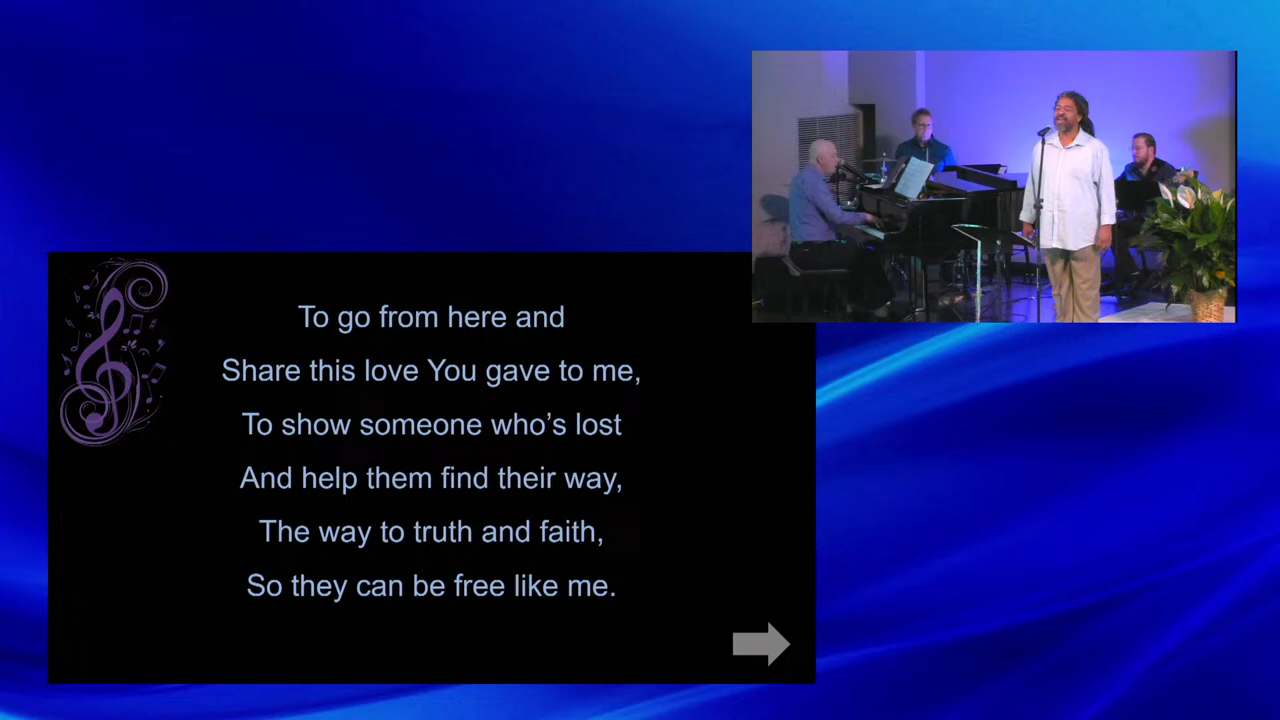 To go from here and
Share this love You gave to me,
To show someone who’s lost
And help them find their way,
The way to truth and faith,
So they can be free like me.